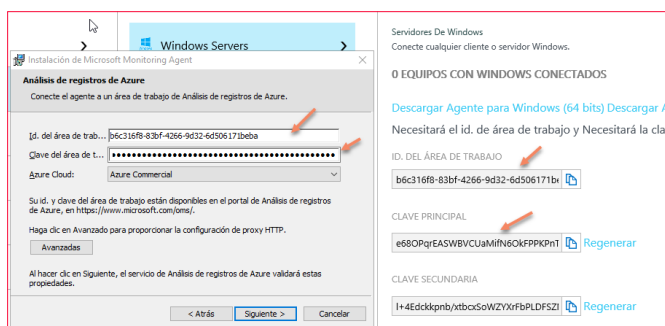 Windows Servers
Instalación de Microsoft Monitoring Agent
Análisis de registros de Azure
Conecte el agente a un área de trabajo de Análisis de registros de Azure.
Id. del área de trab... b6c316f8-83bf-4266-9d32-6d506171beba
Clave del área de t...
Azure Cloud: Azure Commercial
Su id. y clave del área de trabajo están disponibles en el portal de Análisis de registros
de Azure, en https://www.microsoft.com/oms/.
Haga clic en Avanzado para proporcionar la configuración de proxy HTTP.
Avanzadas
Al hacer clic en Siguiente, el servicio de Análisis de registros de Azure validará estas
propiedades.
< Atrás Siguiente > Cancelar
Servidores De Windows
Conecte cualquier cliente o servidor Windows.
0 EQUIPOS CON WINDOWS CONECTADOS
Descargar Agente para Windows (64 bits) Descargar A
Necesitará el id. de área de trabajo y Necesitará la cla
ID. DEL ÁREA DE TRABAJO
b6c316f8-83bf-4266-9d32-6d506171b
CLAVE PRINCIPAL
e68OPqrEASWBVCUaMifN6OkFPPKPnT
Regenerar
CLAVE SECUNDARIA
l+4Edckkpnb/xtbcxSoWZYXrFbPLDFSZI
Regenerar